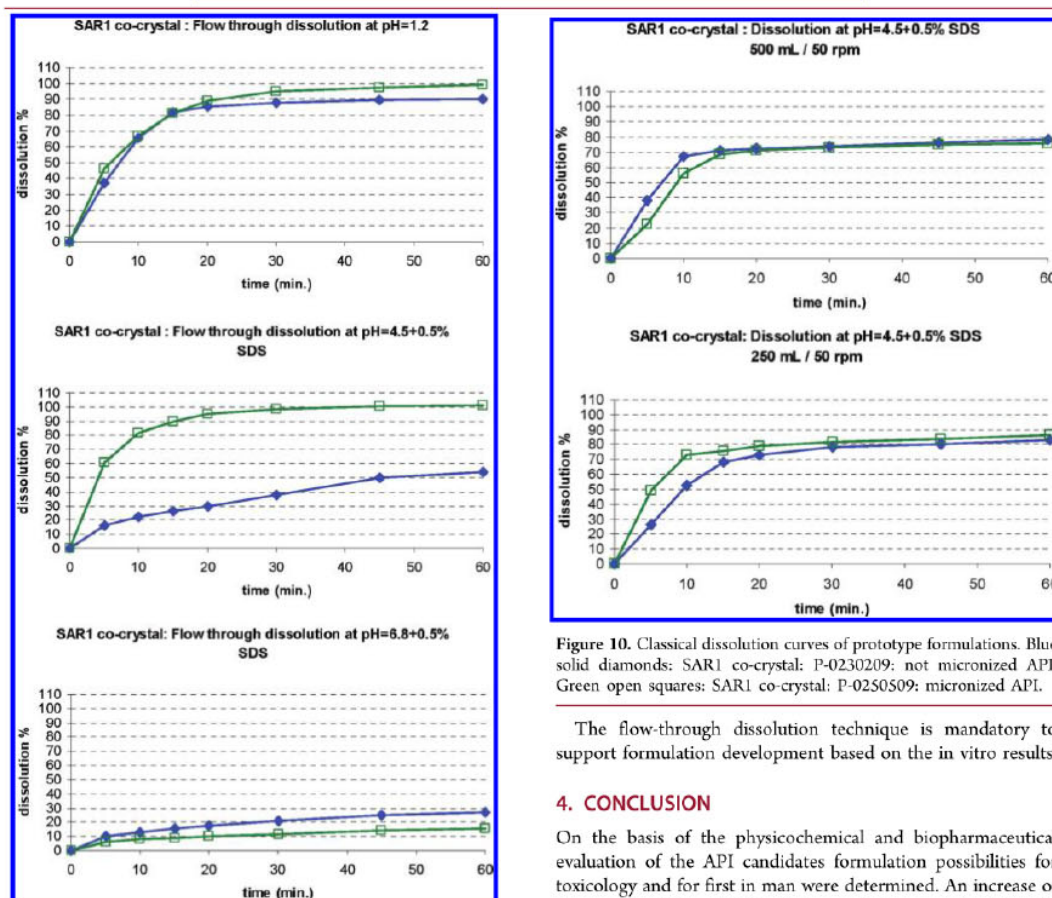 SAR1 co-crystal : Flow through dissolution at pH=1.2
110
100
90
80
70
60
50
40
30
20
10
0
dissolution %
0 10 20 30 40 50 60
time (min.)
SAR1 co-crystal : Flow through dissolution at pH=4.5+0.5%
SDS
110
100
90
80
70
60
50
40
30
20
10
0
dissolution %
0 10 20 30 40 50 60
time (min.)
SAR1 co-crystal: Flow through dissolution at pH=6.8+0.5%
SDS
110
100
90
80
70
60
50
40
30
20
10
0
dissolution %
0 10 20 30 40 50 60
time (min.)
SAR1 co-crystal : Dissolution at pH=4.5+0.5% SDS
500 mL / 50 rpm
110
100
90
80
70
60
50
40
30
20
10
0
dissolution %
0 10 20 30 40 50 60
time (min.)
SAR1 co-crystal: Dissolution at pH=4.5+0.5% SDS
250 mL / 50 rpm
110
100
90
80
70
60
50
40
30
20
10
0
dissolution %
0 10 20 30 40 50 60
time (min.)
Figure 10. Classical dissolution curves of prototype formulations. Blue
solid diamonds: SAR1 co-crystal: P-0230209: not micronized API
Green open squares: SAR1 co-crystal: P-0250509: micronized API.
The flow-through dissolution technique is mandatory to
support formulation development based on the in vitro results
4. CONCLUSION
On the basis of the physicochemical and biopharmaceutical
evaluation of the API candidates formulation possibilities for
toxicology and for first in man were determined. An increase o